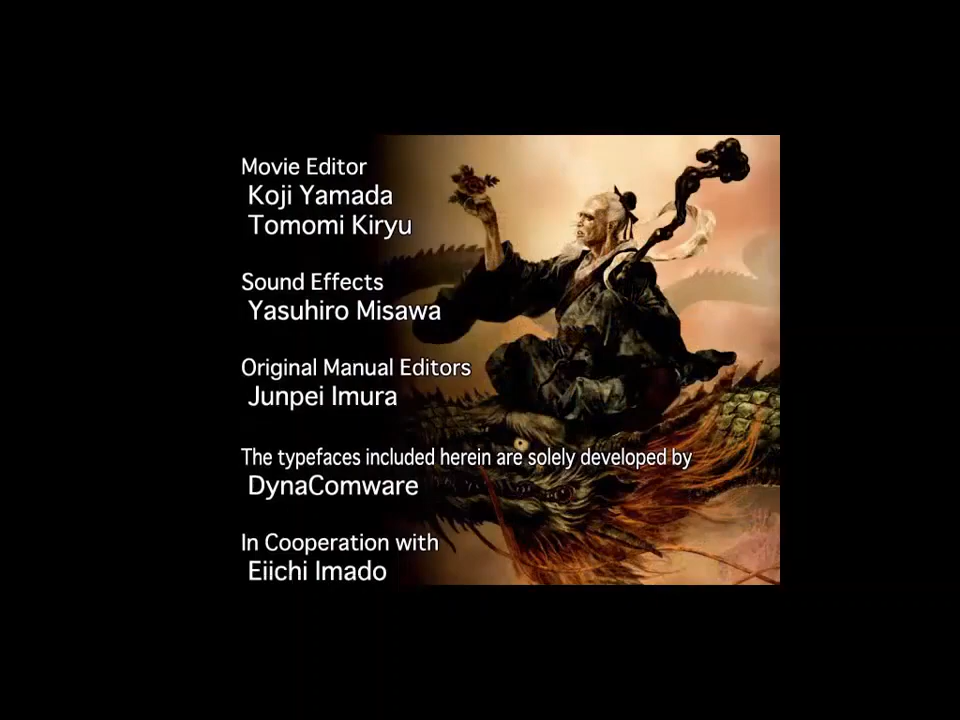 Movie Editor
Koji Yamada
Tomomi Kiryu
Sound Effects
Yasuhiro Misawa
Original Manual Editors
Junpei Imura
The typefaces included herein are solely developed by
DynaComware
In Cooperation with
Eiichi Imado